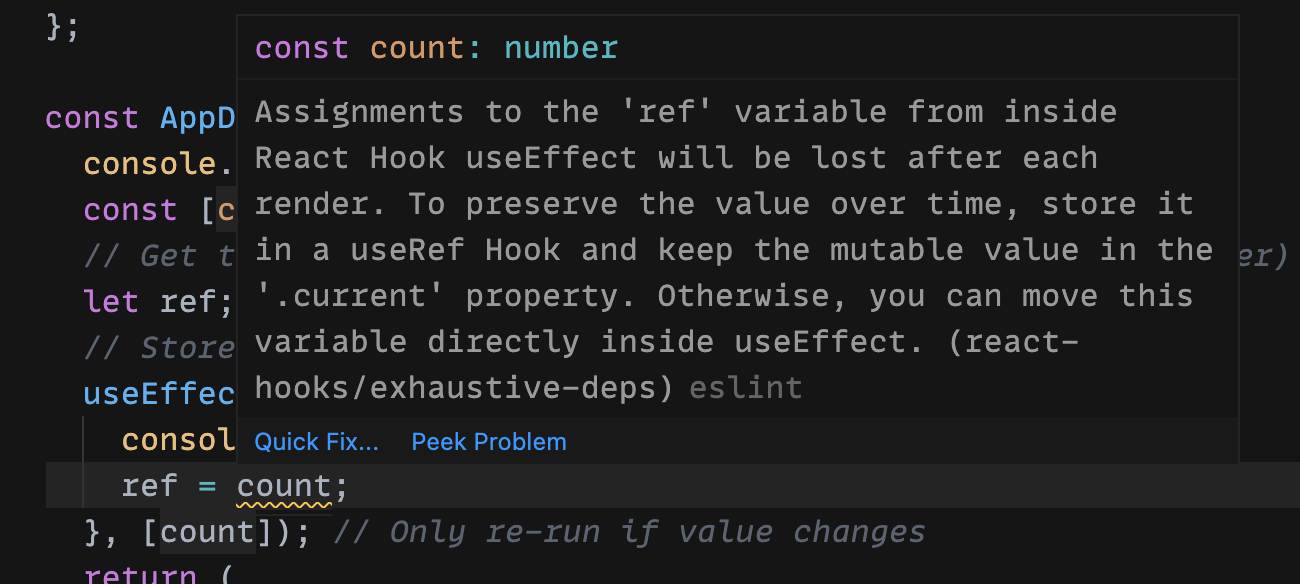 };
const count: number
Assignments to the 'ref' variable from inside
const AppD
React Hook useEffect will be lost after each
console.
render. To preserve the value over time, store it
const [c
in a useRef Hook and keep the mutable value in the
// Get t
er)
'.current' property. Otherwise, you can move this
let ref;
variable directly inside useEffect. (react-
// Store
hooks/exhaustive-deps) eslint
useEffec
Quick Fix... Peek Problem
consol
ref = count;
}, [count]); // Only re-run if value changes
return (